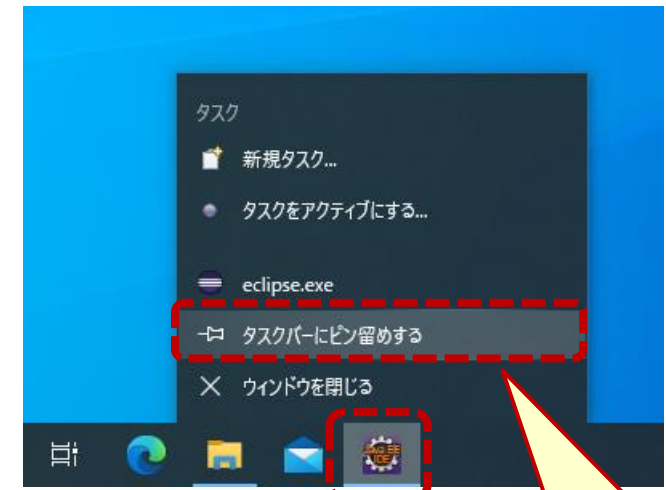 タスク
新規タスク...
タスクをアクティブにする...
eclipse.exe
タスクバーにピン留めする
ウィンドウを閉じる